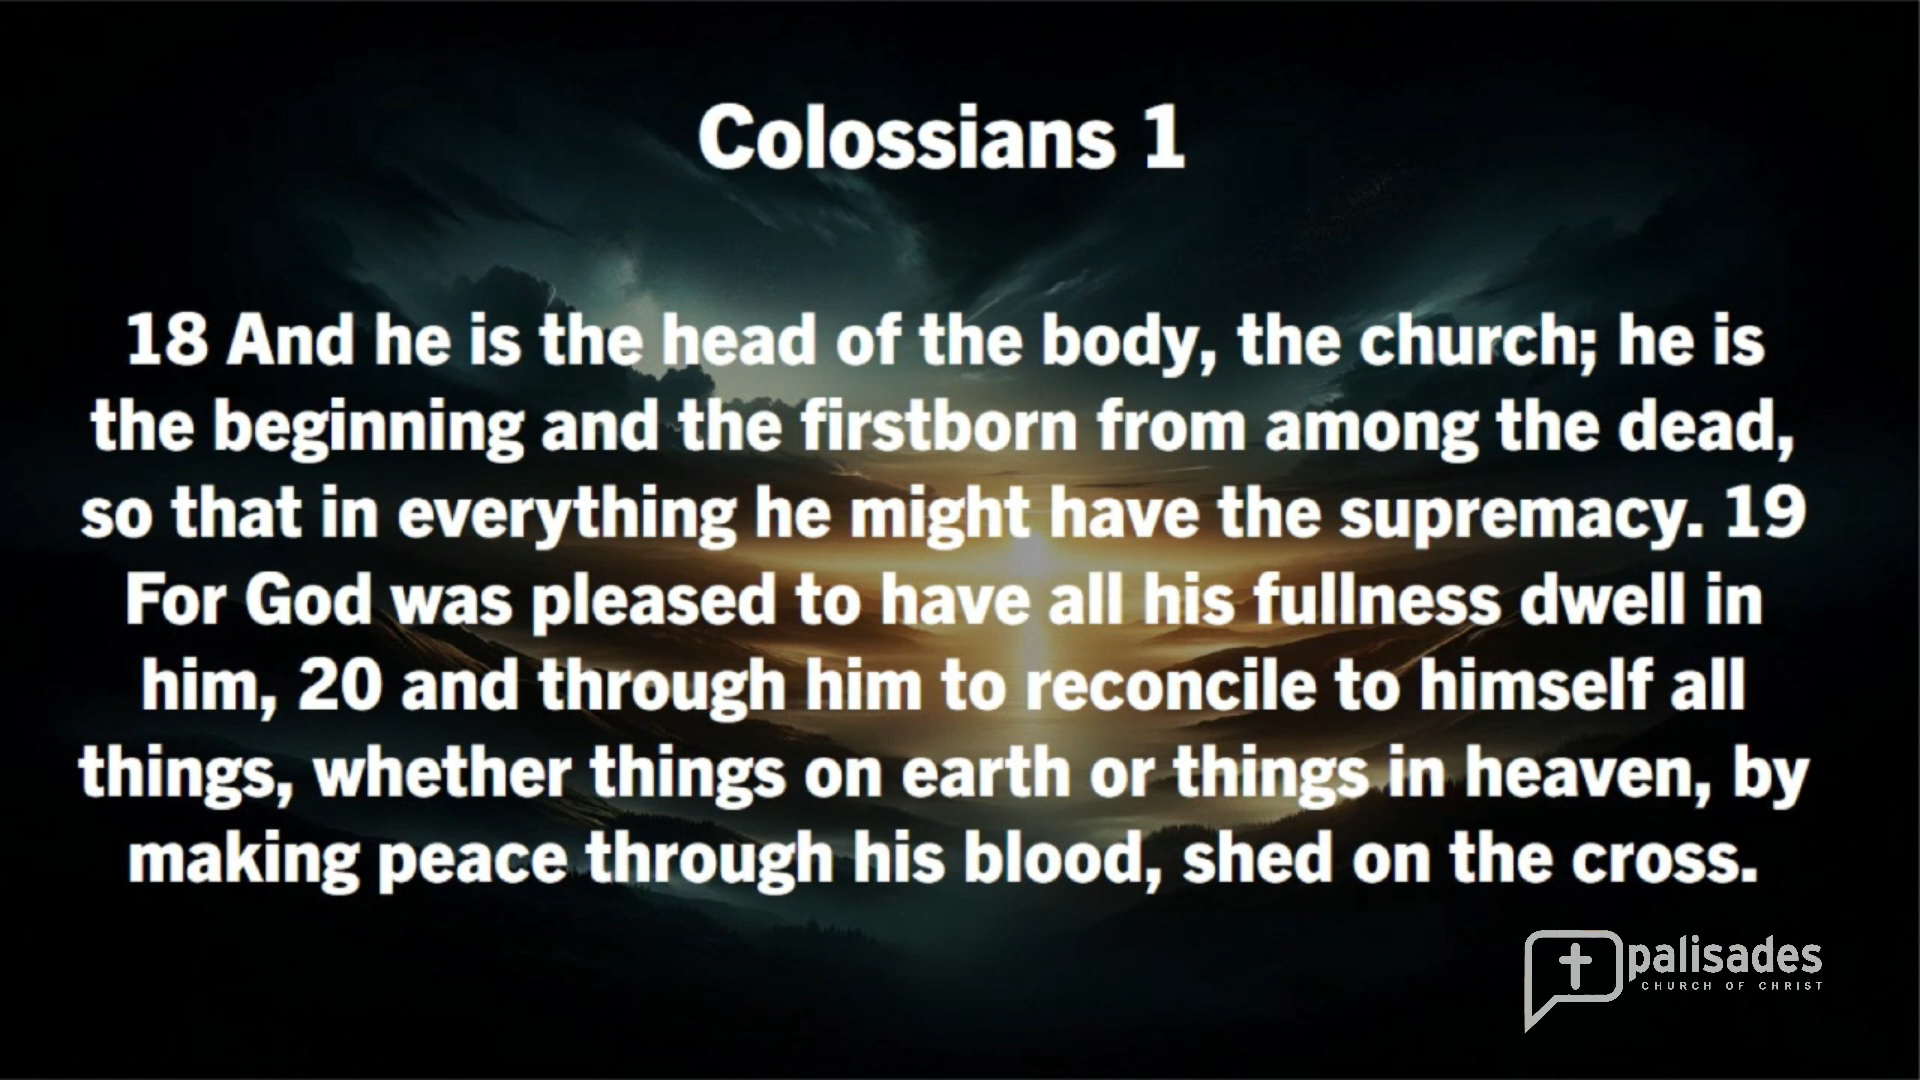 Colossians 1
18 And he is the head of the body, the church; he is
the beginning and the firstborn from among the dead,
so that in everything he might have the supremacy. 19
For God was pleased to have all his fullness dwell in
him, 20 and through him to reconcile to himself all
things, whether things on earth or things in heaven, by
making peace through his blood, shed on the cross.
palisades
CHURCH OF CHRIST